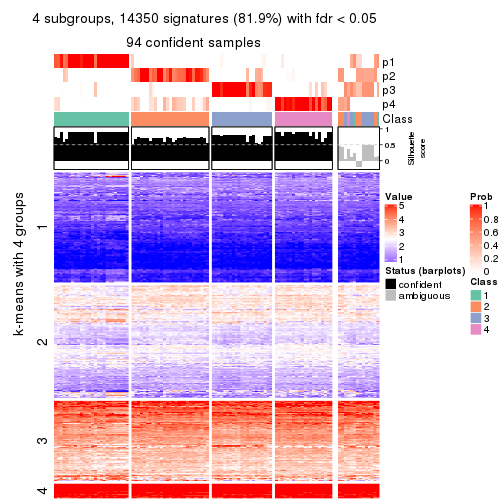 4 subgroups, 14350 signatures (81.9%) with fdr < 0.05
94 confident samples
p1
p2
p3
p4
Class
1
0.5
0
Silhouette
score
k-means with 4 groups
1
2
3
4
Value
5
4
3
2
1
Status (barplots)
confident
ambiguous
Prob
1
0.8
0.6
0.4
0.2
0
Class
1
2
3
4